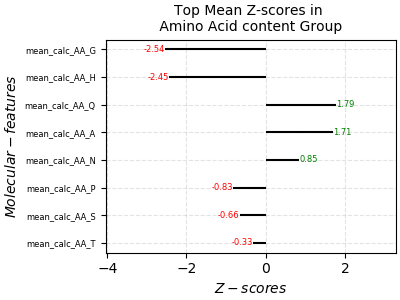 Top Mean Z-scores in
Amino Acid content Group
mean_calc_AA_G
-2.54
mean_calc_AA_H
-2.45
mean_calc_AA_Q
1.79
mean_calc_AA_A
1.71
mean_calc_AA_N
0.85
mean_calc_AA_P
-0.83
mean_calc_AA_S
-0.66
mean_calc_AA_T
-0.33
Molecular − features
−4 −2 0 2
Z − scores